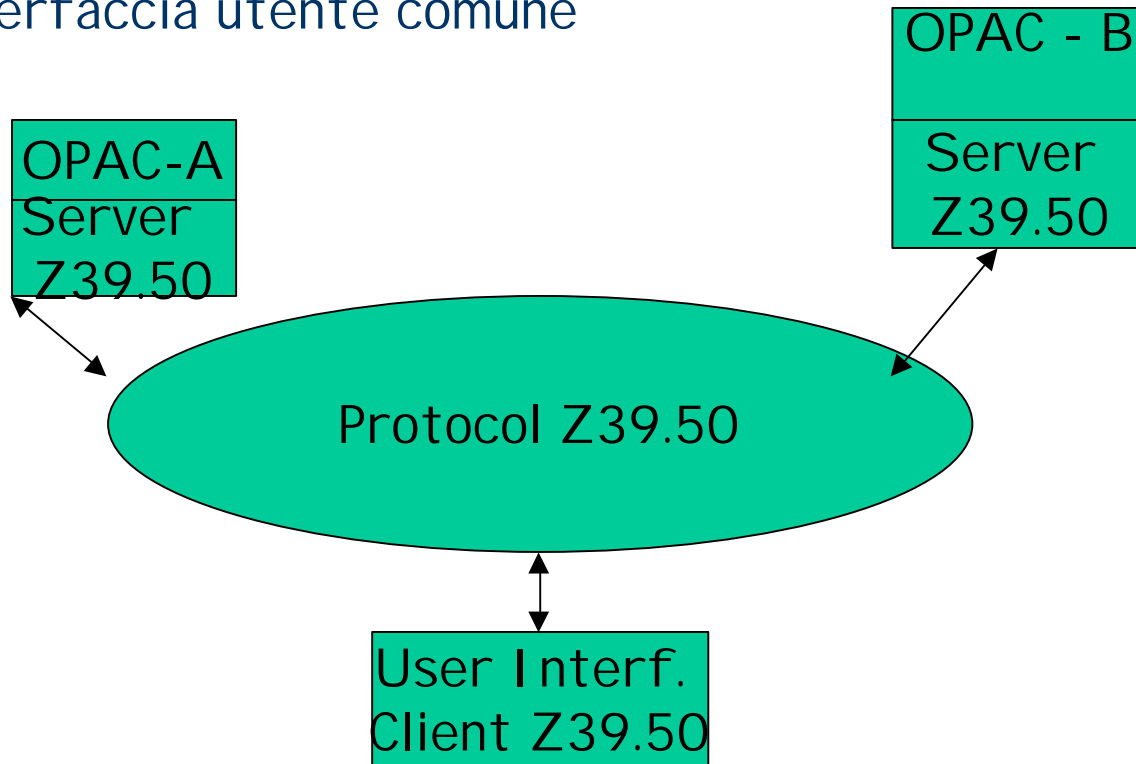 erfaccia utente comune
OPAC - B
Server
Z39.50
OPAC-A
Server
Z39.50
Protocol Z39.50
User Interf.
Client Z39.50